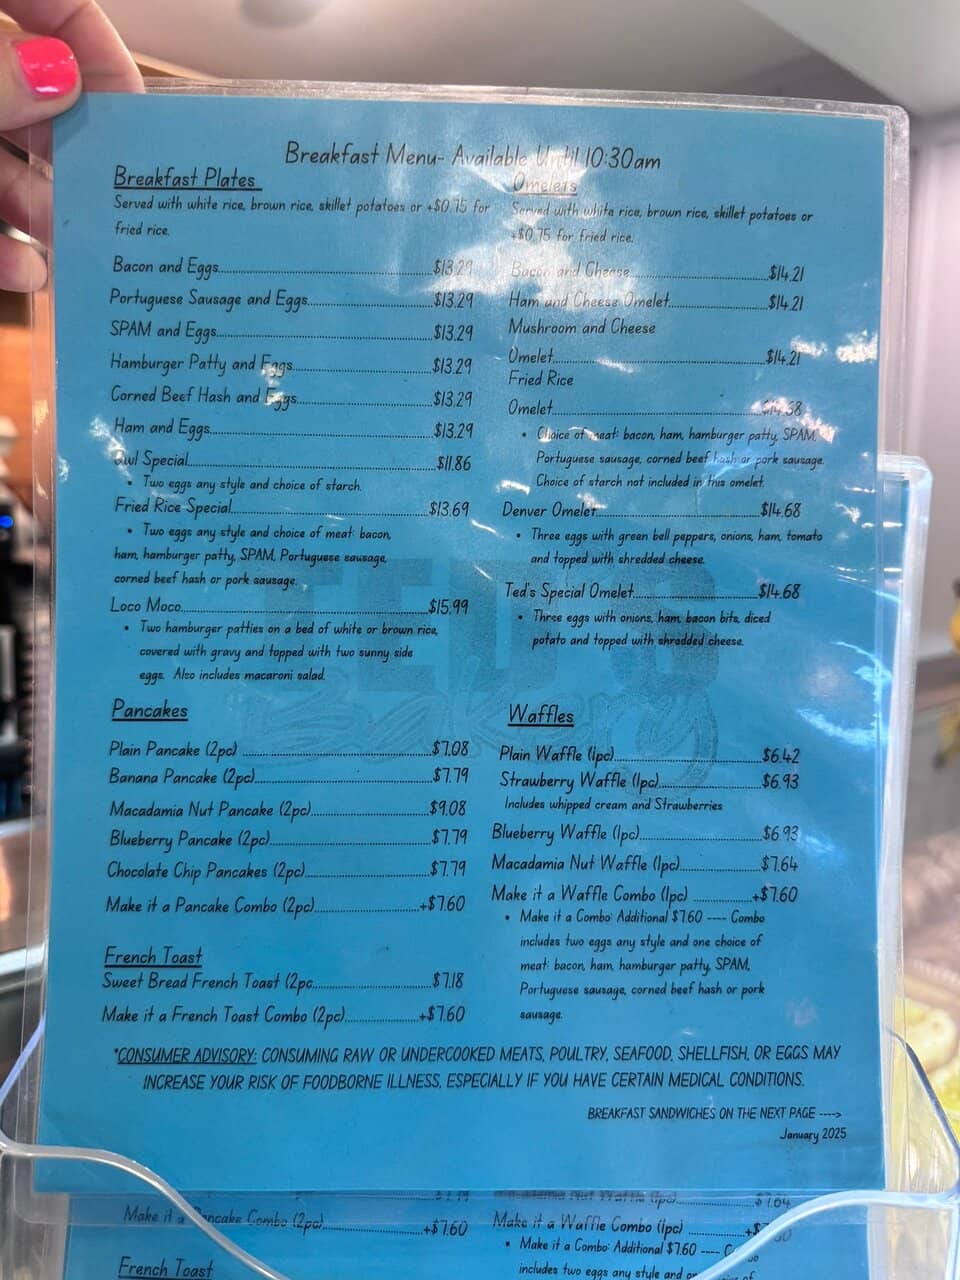 Breakfast Menu- Available Until 10:30am
Breakfast Plates
Served with white rice, brown rice, skillet potatoes or +$0.75 for
fried rice.
Bacon and Eggs $13.29
Portuguese Sausage and Eggs $13.29
SPAM and Eggs $13.29
Hamburger Patty and Eggs $13.29
Corned Beef Hash and Eggs $13.29
Ham and Eggs $13.29
Owl Special $11.86
• Two eggs any style and choice of starch.
Fried Rice Special $13.69
• Two eggs any style and choice of meat: bacon,
ham, hamburger patty, SPAM, Portuguese sausage,
corned beef hash or pork sausage.
Loco Moco $15.99
• Two hamburger patties on a bed of white or brown rice,
covered with gravy and topped with two sunny side
eggs. Also includes macaroni salad.
Pancakes
Plain Pancake (2pc) $7.08
Banana Pancake (2pc) $7.79
Macadamia Nut Pancake (2pc) $9.08
Blueberry Pancake (2pc) $7.79
Chocolate Chip Pancakes (2pc) $7.79
Make it a Pancake Combo (2pc) +$7.60
French Toast
Sweet Bread French Toast (2pc $7.18
Make it a French Toast Combo (2pc) +$7.60
Omelets
Served with white rice, brown rice, skillet potatoes or
+$0.75 for fried rice.
Bacon and Cheese $14.21
Ham and Cheese Omelet $14.21
Mushroom and Cheese
Omelet $14.21
Fried Rice
Omelet $14.68
• Choice of meat: bacon, ham, hamburger patty, SPAM,
Portuguese sausage, corned beef hash or pork sausage.
Choice of starch not included in this omelet.
Denver Omelet $14.68
• Three eggs with green bell peppers, onions, ham, tomato
and topped with shredded cheese.
Ted's Special Omelet $14.68
• Three eggs with onions, ham, bacon bits, diced
potato and topped with shredded cheese.
Waffles
Plain Waffle (1pc) $6.42
Strawberry Waffle (1pc) $6.93
Includes whipped cream and Strawberries
Blueberry Waffle (1pc) $6.93
Macadamia Nut Waffle (1pc) $7.64
Make it a Waffle Combo (1pc) +$7.60
• Make it a Combo: Additional $7.60 ---- Combo
includes two eggs any style and one choice of
meat: bacon, ham, hamburger patty, SPAM,
Portuguese sausage, corned beef hash or pork
sausage.
TED'S
Bakery
*CONSUMER ADVISORY: CONSUMING RAW OR UNDERCOOKED MEATS, POULTRY, SEAFOOD, SHELLFISH, OR EGGS MAY
INCREASE YOUR RISK OF FOODBORNE ILLNESS, ESPECIALLY IF YOU HAVE CERTAIN MEDICAL CONDITIONS.
BREAKFAST SANDWICHES ON THE NEXT PAGE ---->
January 2025
$7.79
Make it a Pancake Combo (2pc) +$7.60
French Toast
Macadamia Nut Waffle (1pc) $7.64
Make it a Waffle Combo (1pc)
• Make it a Combo: Additional $7.60 ----
includes two eggs any style and